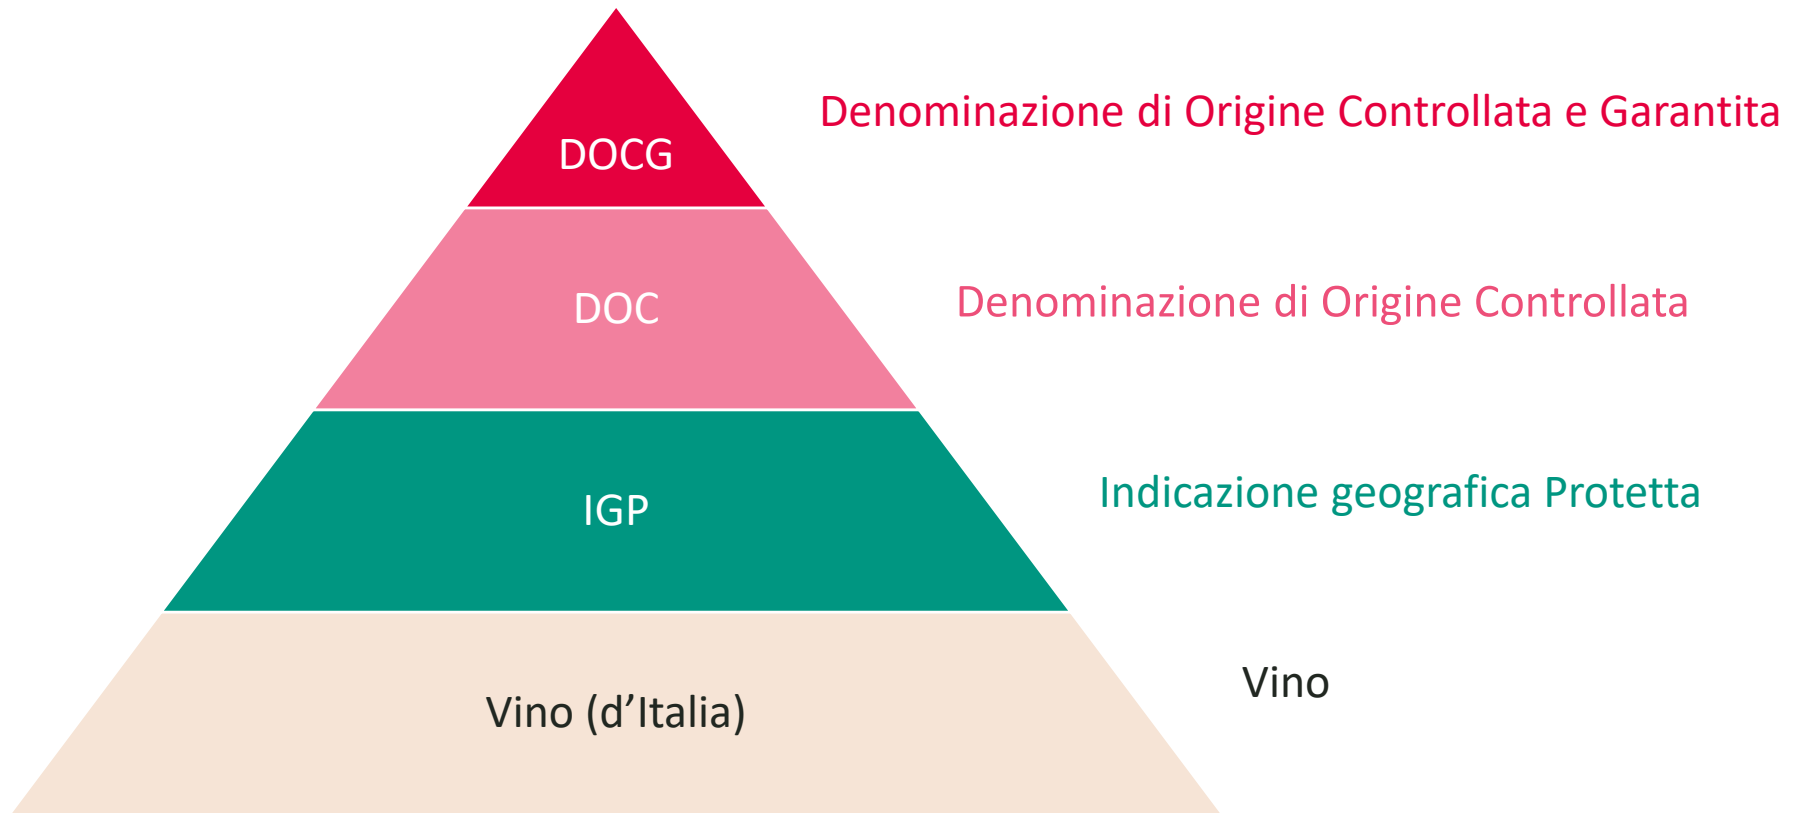 Denominazione di Origine Controllata e Garantita
DOCG
Denominazione di Origine Controllata
DOC
Indicazione geografica Protetta
IGP
Vino
Vino (d’Italia)